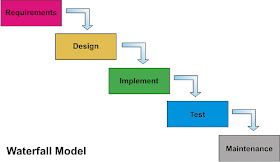 Requirements
Design
Implement
Test
Maintenance
Waterfall Model